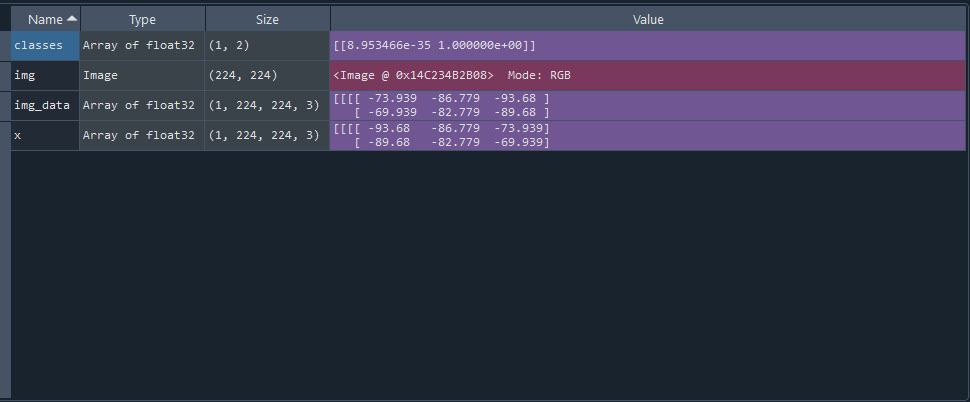 Name Type Size Value
classes Array of float32 (1, 2) [[8.953466e-35 1.000000e+00]]
img Image (224, 224) <Image @ 0x14C234B2B08> Mode: RGB
img_data Array of float32 (1, 224, 224, 3) [[[[ -73.939 -86.779 -93.68 ]
[ -69.939 -82.779 -89.68 ]
x Array of float32 (1, 224, 224, 3) [[[[ -93.68 -86.779 -73.939]
[ -89.68 -82.779 -69.939]